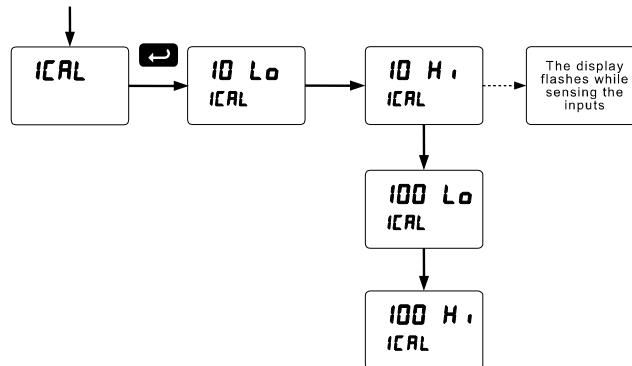 ICAL
10 Lo
ICAL
10 Hi
ICAL
The display
flashes while
sensing the
inputs
100 Lo
ICAL
100 Hi
ICAL